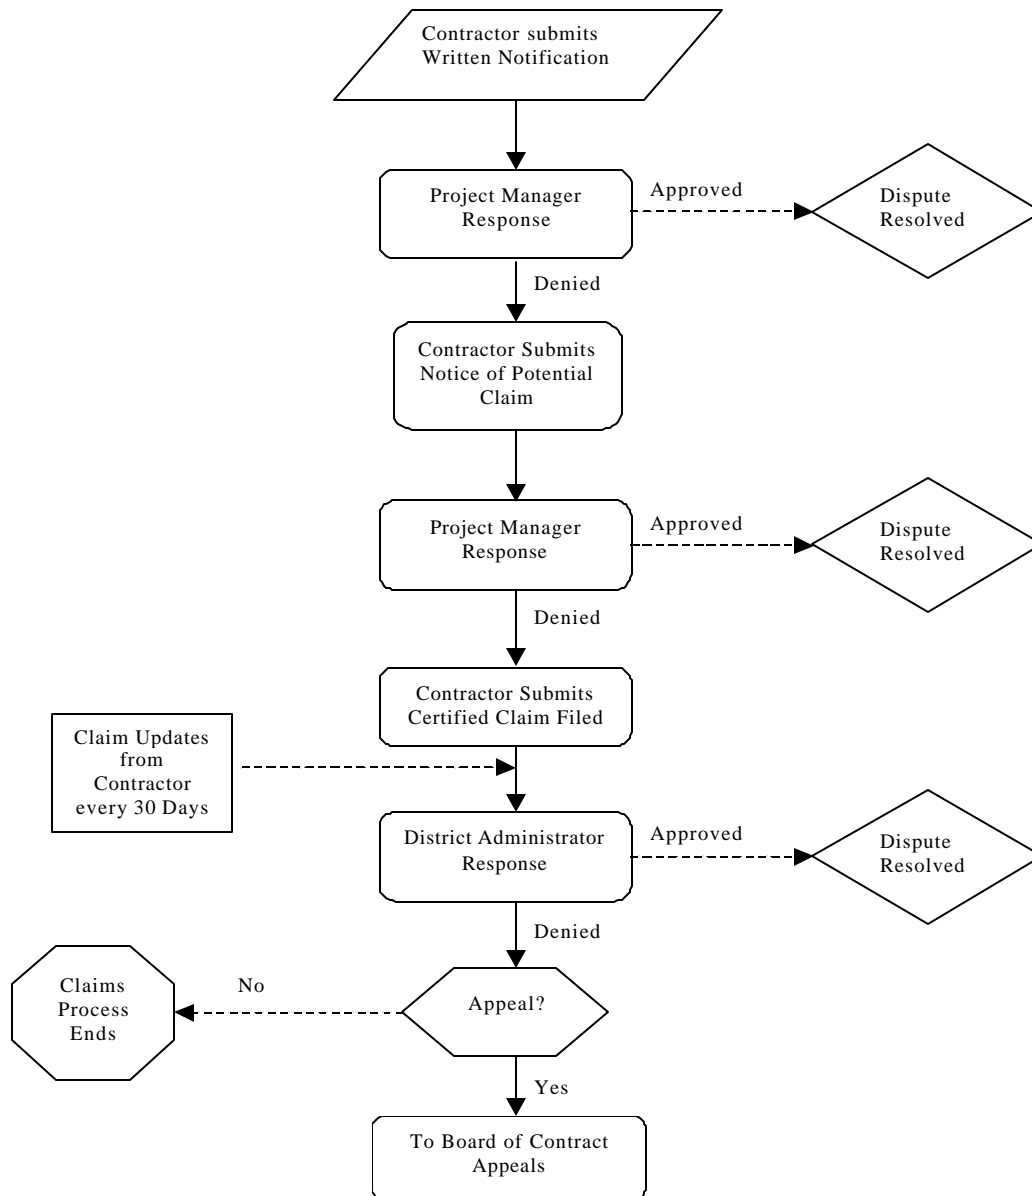 Contractor submits
Written Notification
Project Manager
Response
Approved
Dispute
Resolved
Denied
Contractor Submits
Notice of Potential
Claim
Project Manager
Response
Approved
Dispute
Resolved
Denied
Contractor Submits
Certified Claim Filed
Claim Updates
from
Contractor
every 30 Days
District Administrator
Response
Approved
Dispute
Resolved
Denied
Appeal?
No
Claims
Process
Ends
Yes
To Board of Contract
Appeals